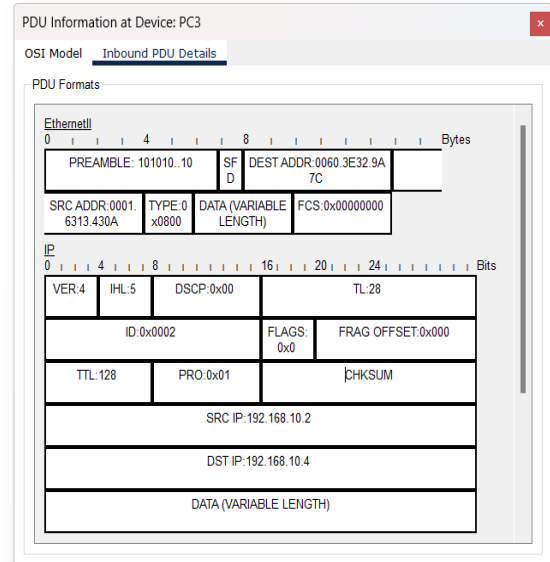 PDU Information at Device: PC3
x
OSI Model Inbound PDU Details
PDU Formats
EthernetII
0 4 8 Bytes
PREAMBLE: 101010..10 SF D DEST ADDR:0060.3E32.9A 7C
SRC ADDR:0001. 6313.430A TYPE:0 x0800 DATA (VARIABLE LENGTH) FCS:0x00000000
IP
0 4 8 16 20 24 Bits
VER:4 IHL:5 DSCP:0x00 TL:28
ID:0x0002 FLAGS: 0x0 FRAG OFFSET:0x000
TTL:128 PRO:0x01 CHKSUM
SRC IP:192.168.10.2
DST IP:192.168.10.4
DATA (VARIABLE LENGTH)